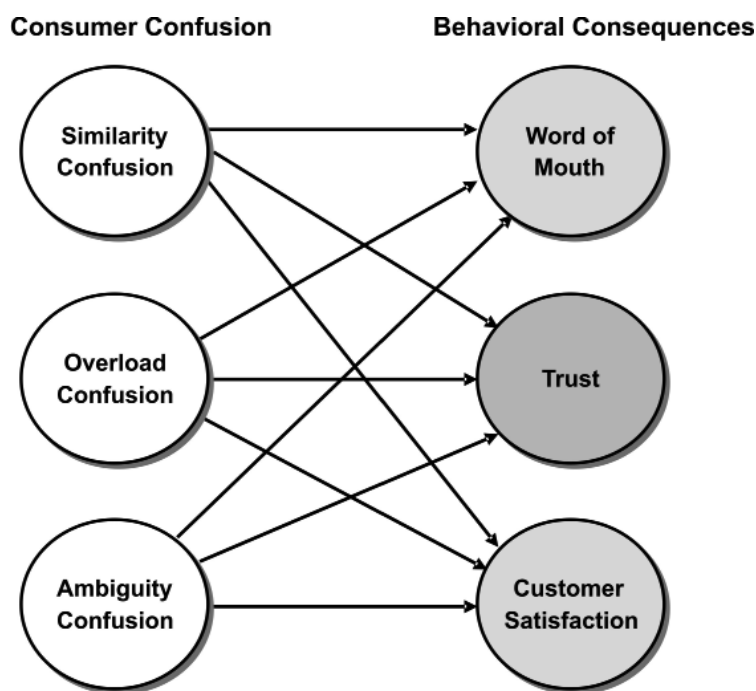 Consumer Confusion
Behavioral Consequences
Similarity
Confusion
Word of
Mouth
Overload
Confusion
Trust
Ambiguity
Confusion
Customer
Satisfaction